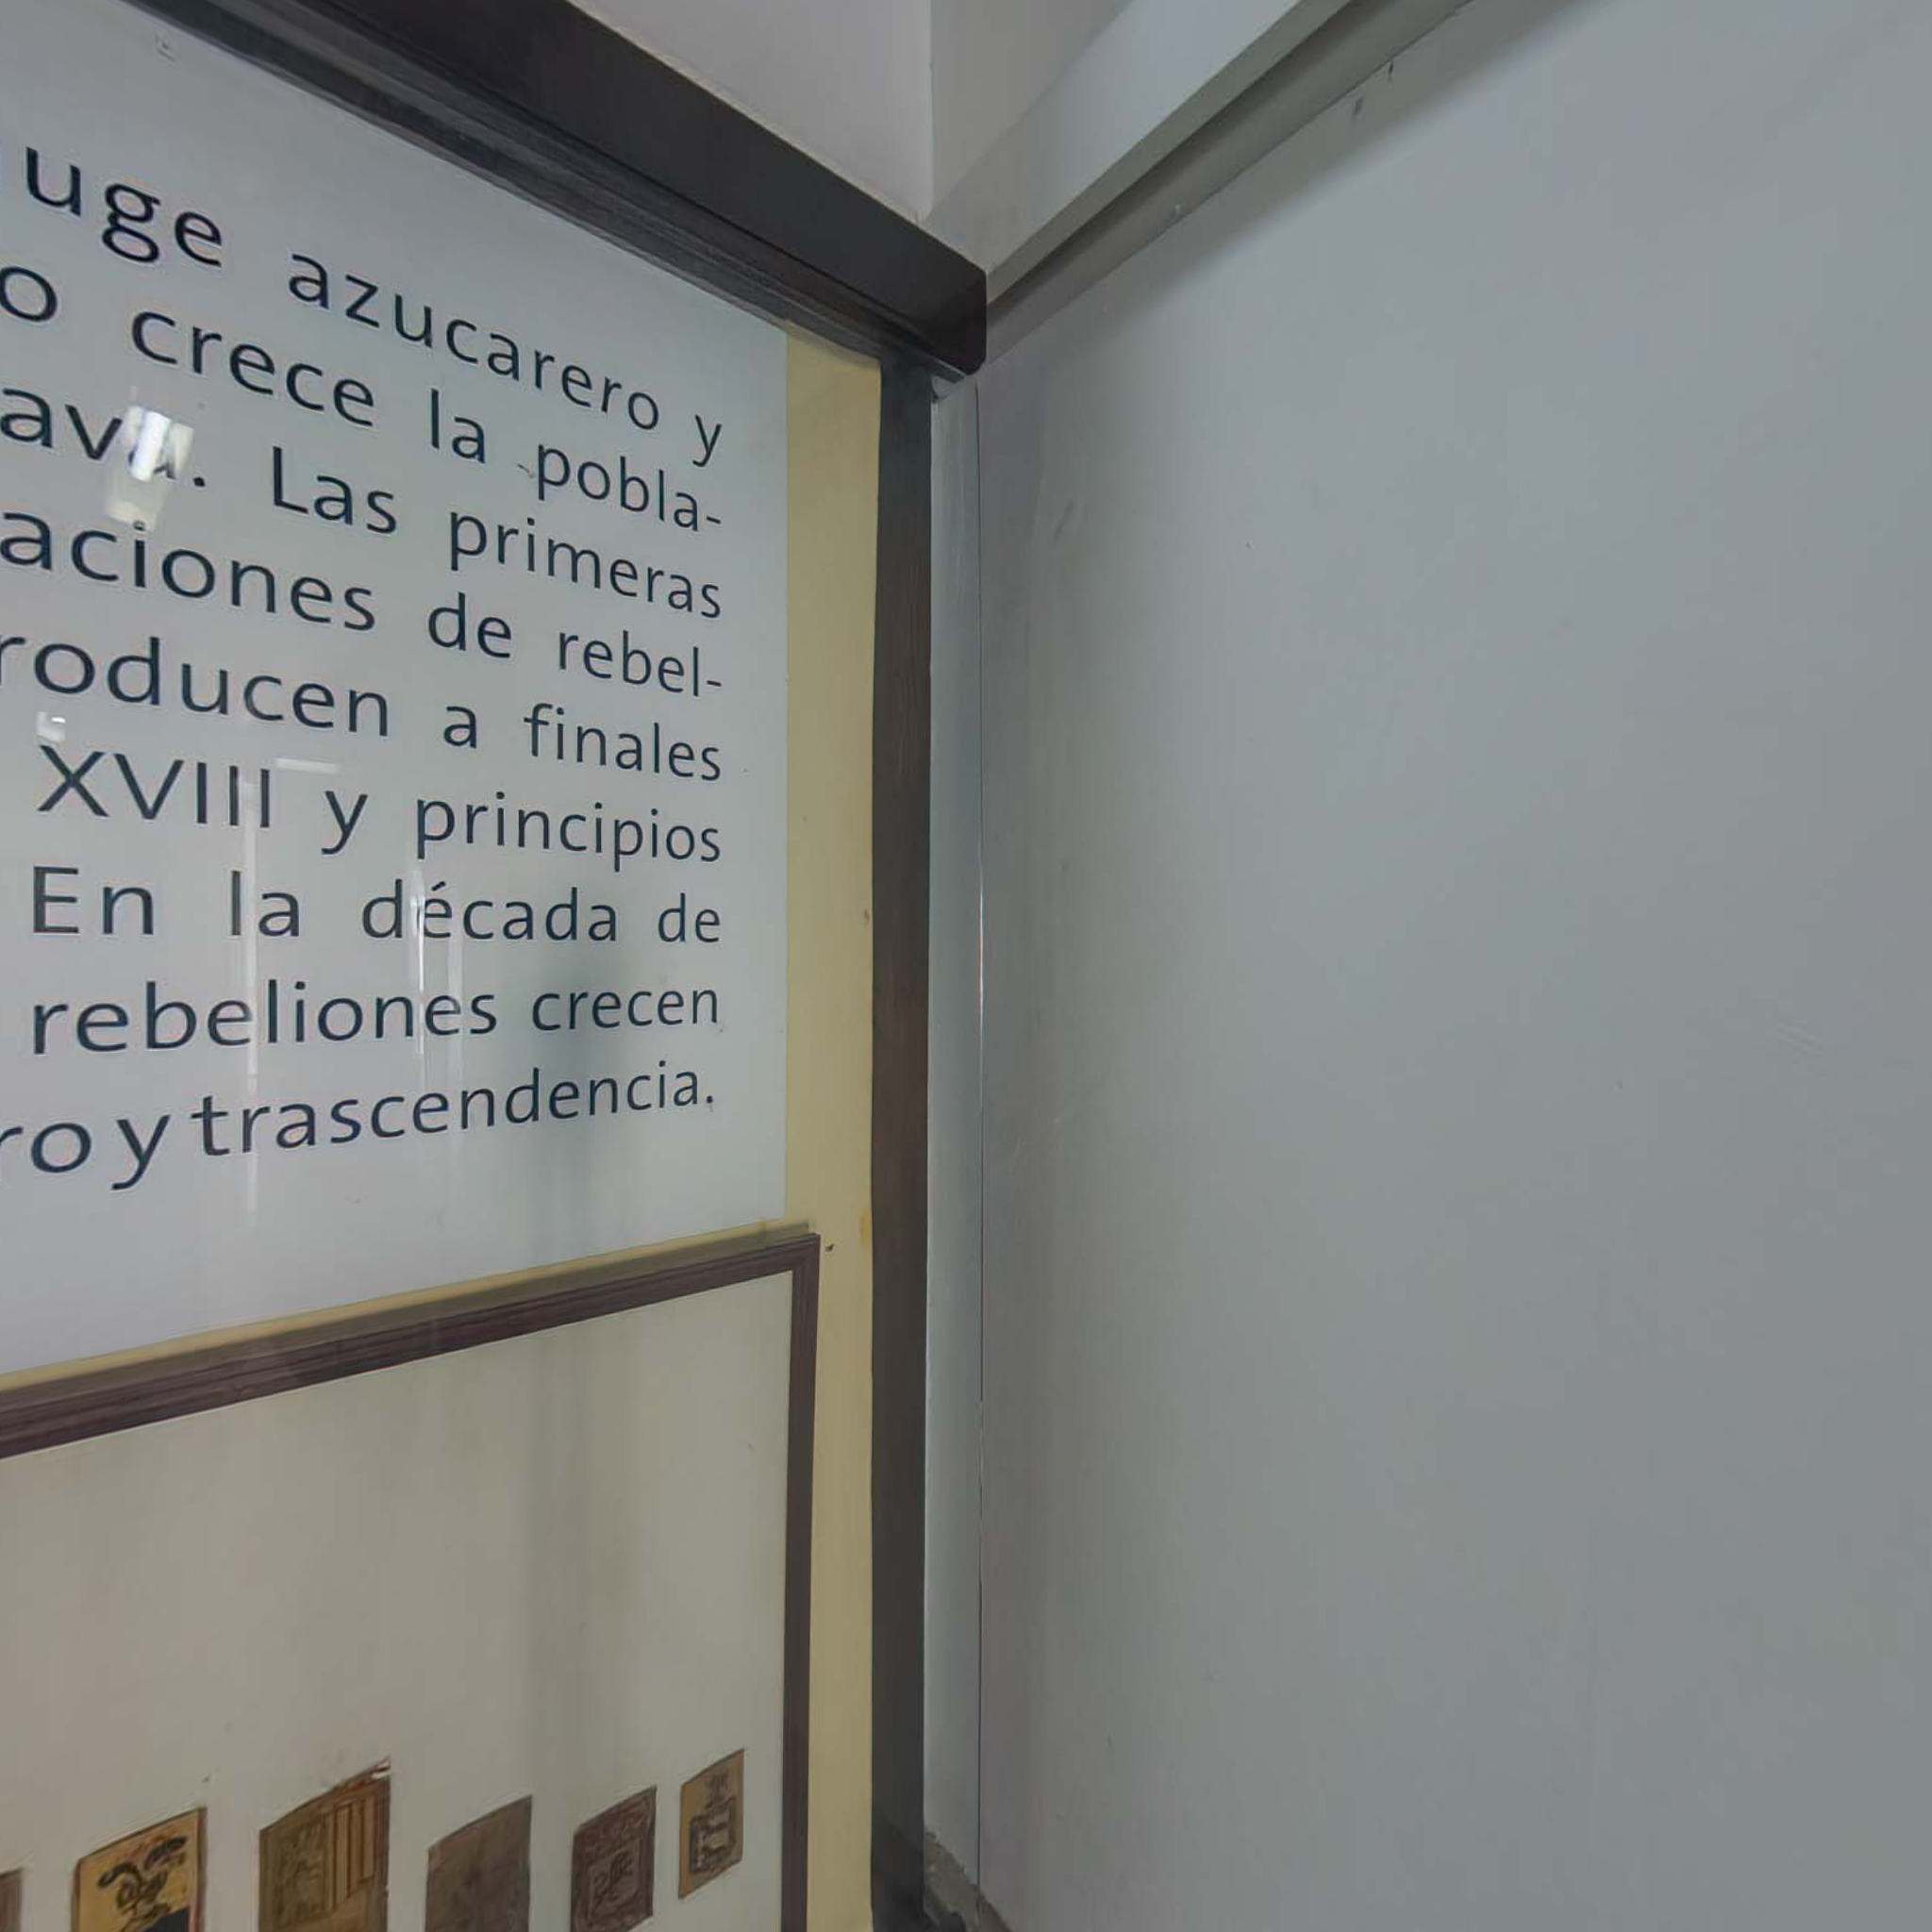 uge azucarero y
o crece la pobla-
ava. Las primeras
aciones de rebel-
roducen a finales
XVIII y principios
En la década de
rebeliones crecen
ro y trascendencia.